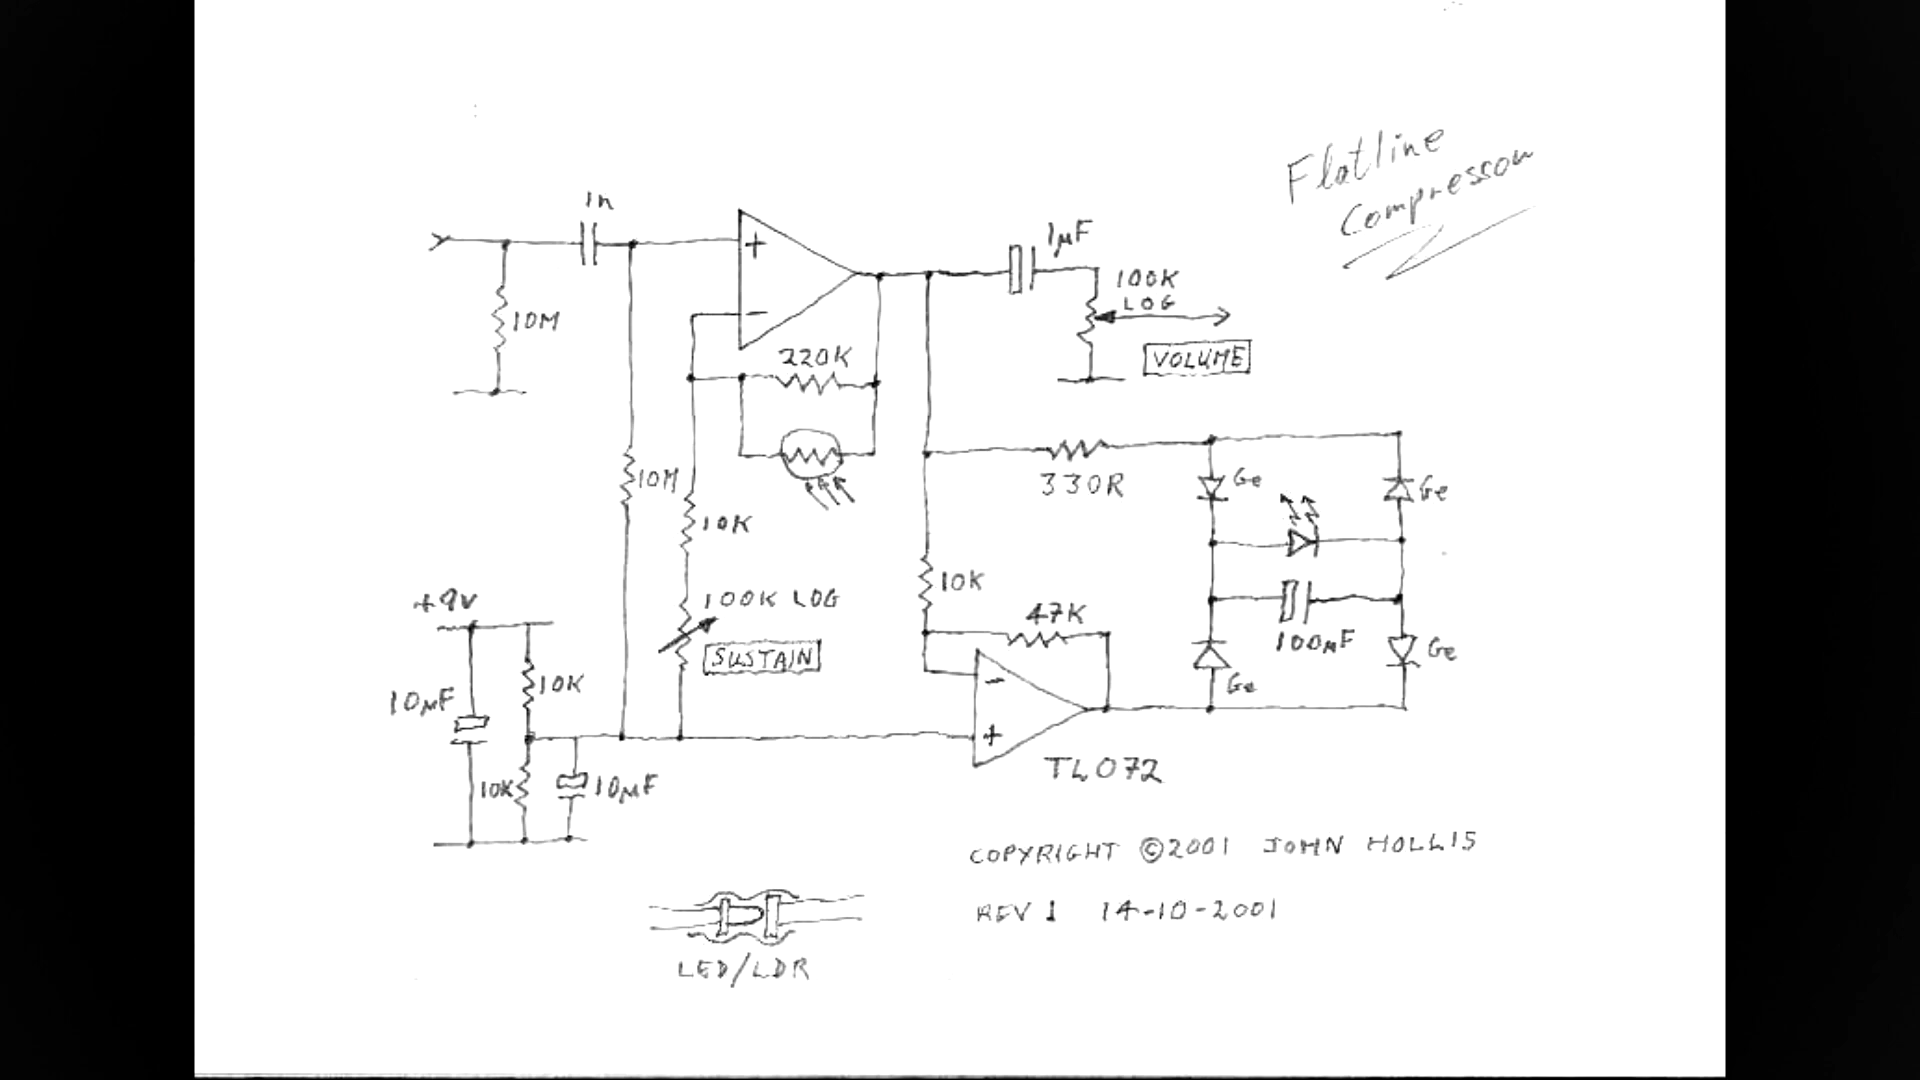 Flatline
Compressor
1n
+
1µF
100K
LOG
10M
−
220K
VOLUME
10M
330R
Ge
Ge
10K
10K
+9V
100K LOG
47K
100µF
Ge
SUSTAIN
10K
−
Ge
10µF
+
TL072
10K
10µF
COPYRIGHT ©2001 JOHN HOLLIS
REV 1 14-10-2001
LED/LDR